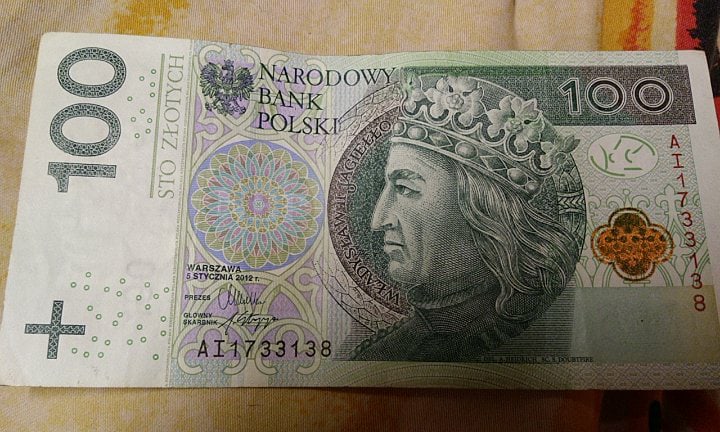 100
STO ZŁOTYCH
NARODOWY
BANK
POLSKI
100
AI1733138
WŁADYSŁAW II JAGIEŁŁO
WARSZAWA
5 STYCZNIA 2012 r.
PREZES
GŁÓWNY
SKARBNIK
AI1733138